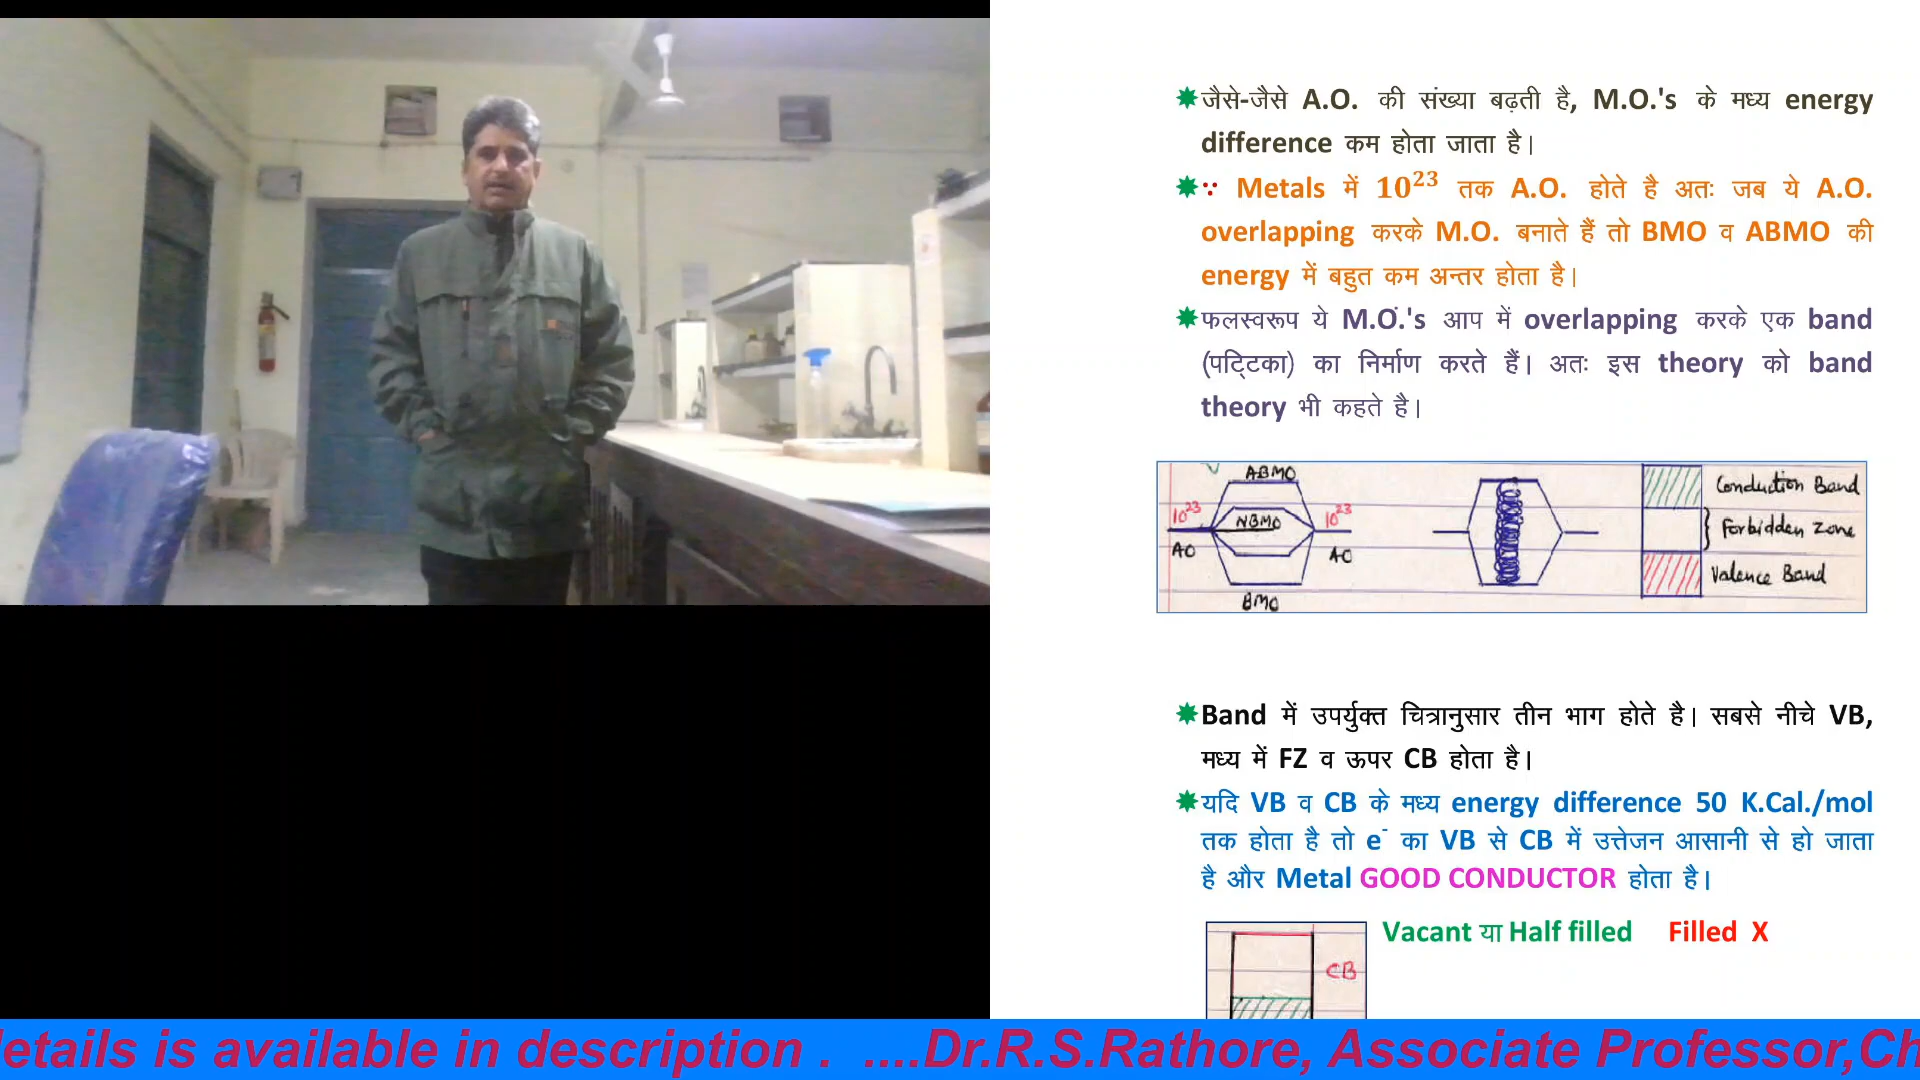 जैसे-जैसे A.O. की संख्या बढ़ती है, M.O.'s के मध्य energy
difference कम होता जाता है।
∵ Metals में 10²³ तक A.O. होते है अतः जब ये A.O.
overlapping करके M.O. बनाते हैं तो BMO व ABMO की
energy में बहुत कम अन्तर होता है।
फलस्वरूप ये M.O.'s आप में overlapping करके एक band
(पट्टिका) का निर्माण करते हैं। अतः इस theory को band
theory भी कहते है।
ABMO
10²³ NBMO 10²³
AO AO
BMO
Conduction Band
Forbidden Zone
Valence Band
Band में उपर्युक्त चित्रानुसार तीन भाग होते है। सबसे नीचे VB,
मध्य में FZ व ऊपर CB होता है।
यदि VB व CB के मध्य energy difference 50 K.Cal./mol
तक होता है तो e⁻ का VB से CB में उत्तेजन आसानी से हो जाता
है और Metal GOOD CONDUCTOR होता है।
Vacant या Half filled Filled X
CB
etails is available in description . ....Dr.R.S.Rathore, Associate Professor,Ch